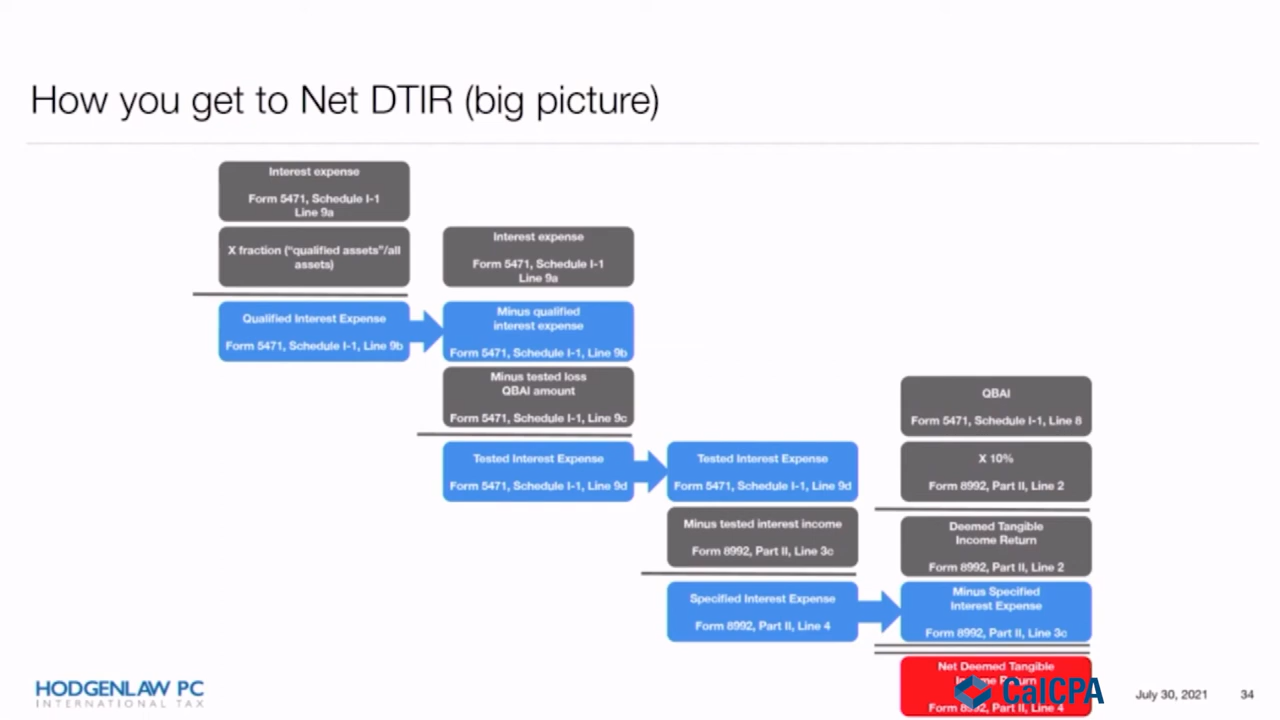 How you get to Net DTIR (big picture)
Interest expense
Form 5471, Schedule I-1
Line 9a
X fraction (“qualified assets”/all
assets)
Qualified Interest Expense
Form 5471, Schedule I-1, Line 9b
Interest expense
Form 5471, Schedule I-1
Line 9a
Minus qualified
interest expense
Form 5471, Schedule I-1, Line 9b
Minus tested loss
QBAI amount
Form 5471, Schedule I-1, Line 9c
Tested Interest Expense
Form 5471, Schedule I-1, Line 9d
Tested Interest Expense
Form 5471, Schedule I-1, Line 9d
Minus tested interest income
Form 8992, Part II, Line 3c
Specified Interest Expense
Form 8992, Part II, Line 4
QBAI
Form 5471, Schedule I-1, Line 8
X 10%
Form 8992, Part II, Line 2
Deemed Tangible
Income Return
Form 8992, Part II, Line 2
Minus Specified
Interest Expense
Form 8992, Part II, Line 3c
Net Deemed Tangible
Income Return
Form 8992, Part II, Line 4
HODGENLAW PC
INTERNATIONAL TAX
CalCPA
July 30, 2021
34